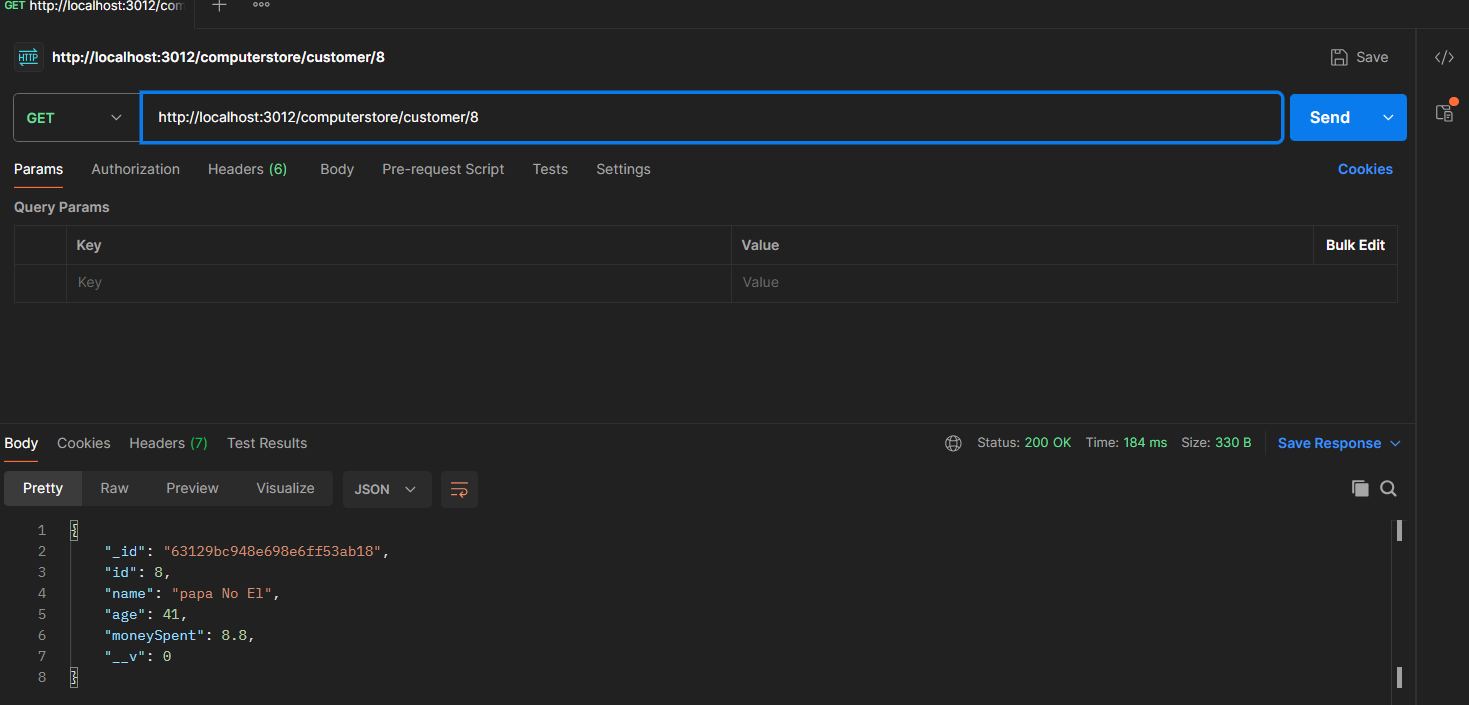 GET http://localhost:3012/com
HTTP http://localhost:3012/computerstore/customer/8 Save </>
GET http://localhost:3012/computerstore/customer/8 Send
Params Authorization Headers (6) Body Pre-request Script Tests Settings Cookies
Query Params
Key Value Bulk Edit
Key Value
Body Cookies Headers (7) Test Results Status: 200 OK Time: 184 ms Size: 330 B Save Response
Pretty Raw Preview Visualize JSON
1 {
2 "_id": "63129bc948e698e6ff53ab18",
3 "id": 8,
4 "name": "papa No El",
5 "age": 41,
6 "moneySpent": 8.8,
7 "__v": 0
8 }